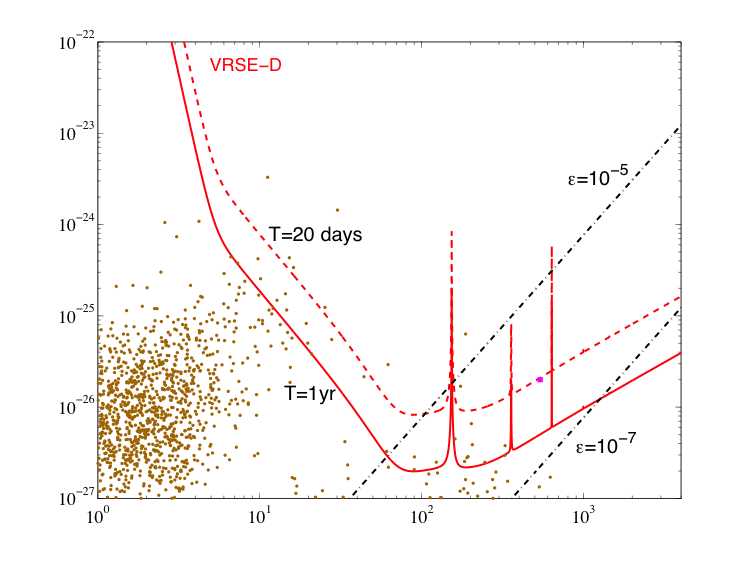 10⁻²²
VRSE–D
10⁻²³
ε=10⁻⁵
10⁻²⁴
T=20 days
10⁻²⁵
T=1yr
10⁻²⁶
ε=10⁻⁷
10⁻²⁷
10⁰ 10¹ 10² 10³